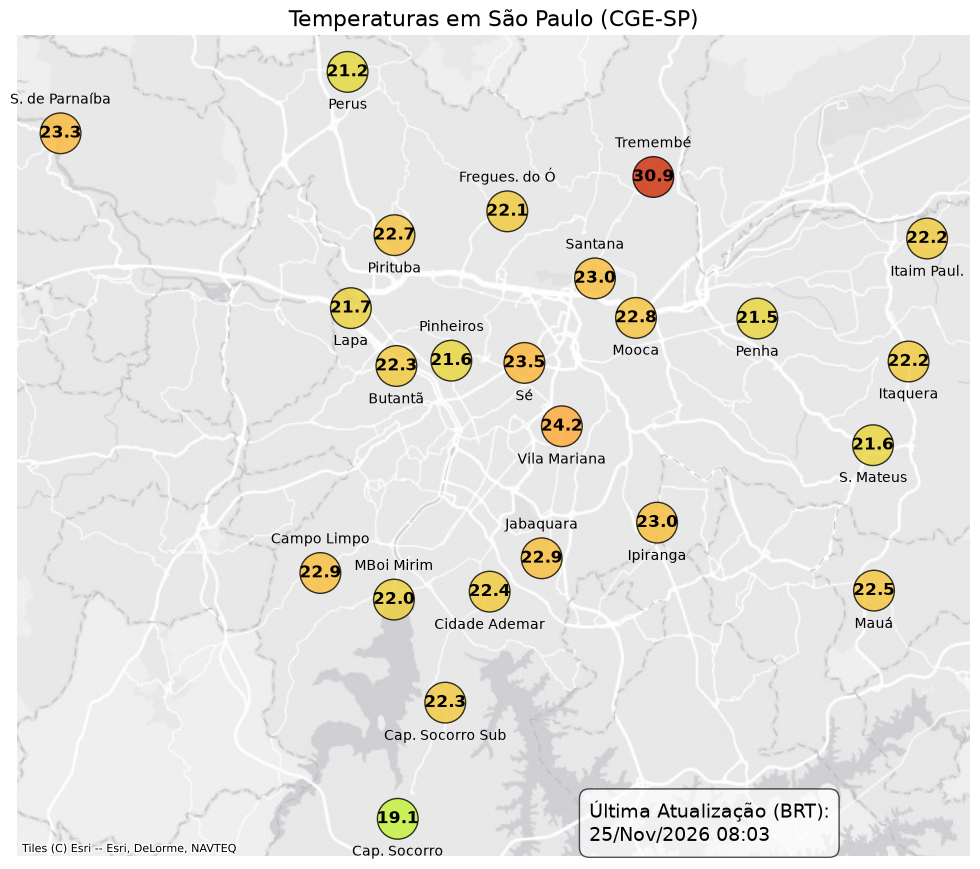 Temperaturas em São Paulo (CGE-SP)
21.2
Perus
S. de Parnaíba
23.3
Tremembé
30.9
Fregues. do Ó
22.1
22.7
Pirituba
22.2
Itaim Paul.
Santana
23.0
21.7
Lapa
22.8
Mooca
21.5
Penha
Pinheiros
21.6
22.3
Butantã
23.5
Sé
22.2
Itaquera
24.2
Vila Mariana
21.6
S. Mateus
23.0
Ipiranga
Jabaquara
22.9
Campo Limpo
22.9
MBoi Mirim
22.0
22.4
Cidade Ademar
22.5
Mauá
22.3
Cap. Socorro Sub
19.1
Cap. Socorro
Última Atualização (BRT):
25/Nov/2026 08:03
Tiles (C) Esri -- Esri, DeLorme, NAVTEQ